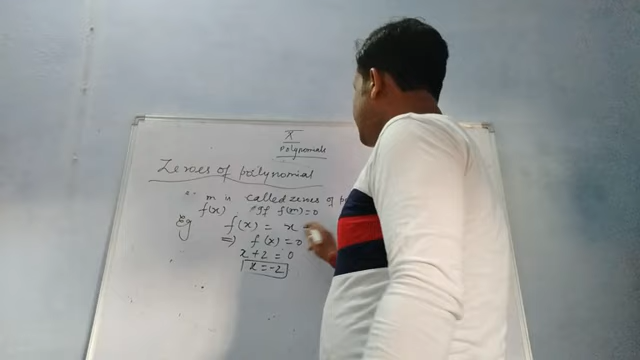 X
Polynomials
Zeroes of polynomial
m is called zeroes of
f(x) iff f(m)=0
Eg f(x) = x
⇒ f(x) = 0
x+2 = 0
x = -2